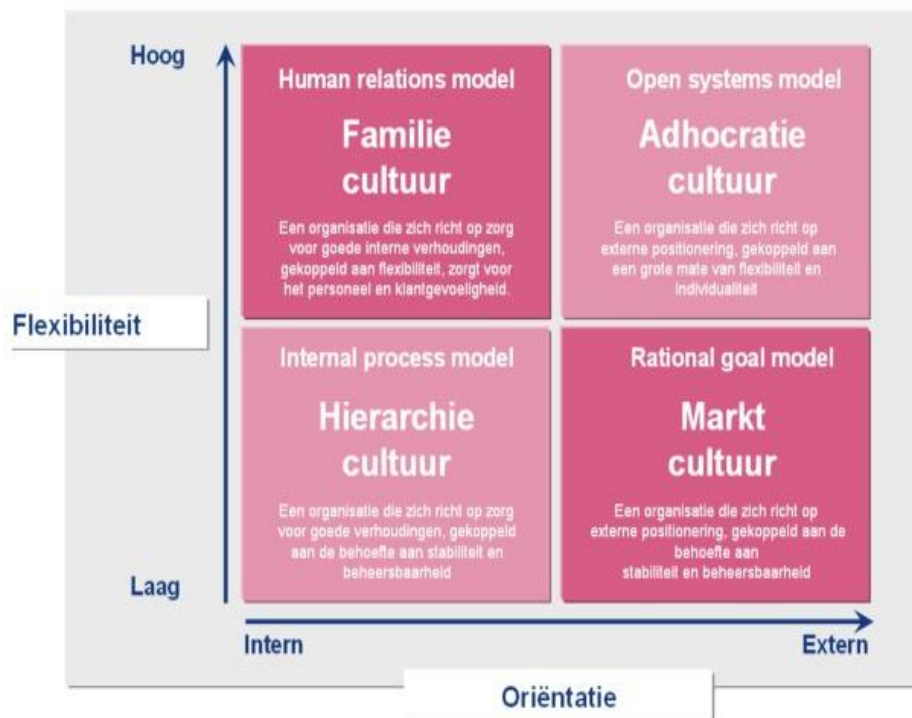 Hoog
Human relations model
Familie
cultuur
Een organisatie die zich richt op zorg
voor goede interne verhoudingen,
gekoppeld aan flexibiliteit, zorgt voor
het personeel en klantgevoeligheid.
Open systems model
Adhocratie
cultuur
Een organisatie die zich richt op
externe positionering, gekoppeld aan
een grote mate van flexibiliteit en
individualiteit
Flexibiliteit
Internal process model
Hierarchie
cultuur
Een organisatie die zich richt op zorg
voor goede verhoudingen, gekoppeld
aan de behoefte aan stabiliteit en
beheersbaarheid
Rational goal model
Markt
cultuur
Een organisatie die zich richt op
externe positionering, gekoppeld aan de
behoefte aan
stabiliteit en beheersbaarheid
Laag
Intern
Extern
Oriëntatie